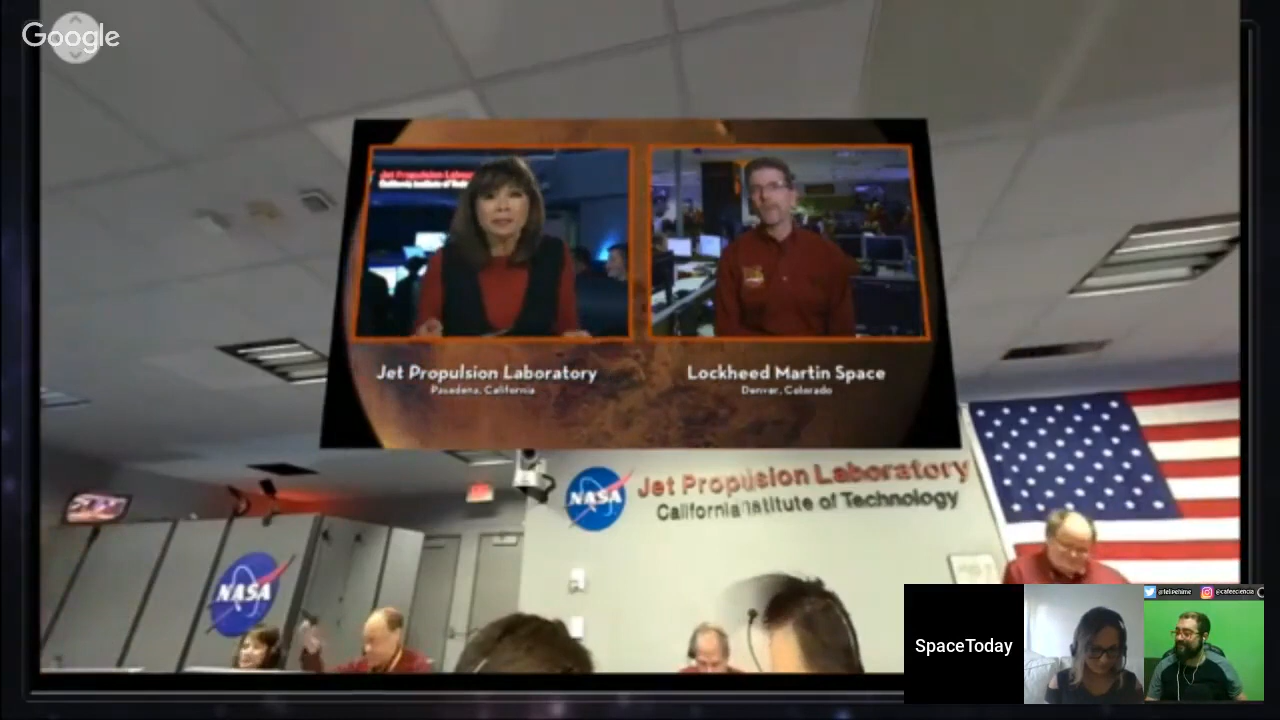 Google
Jet Propulsion Laboratory
Pasadena, California
Lockheed Martin Space
Denver, Colorado
NASA
Jet Propulsion Laboratory
California Institute of Technology
NASA
SpaceToday
@cafeeciencia